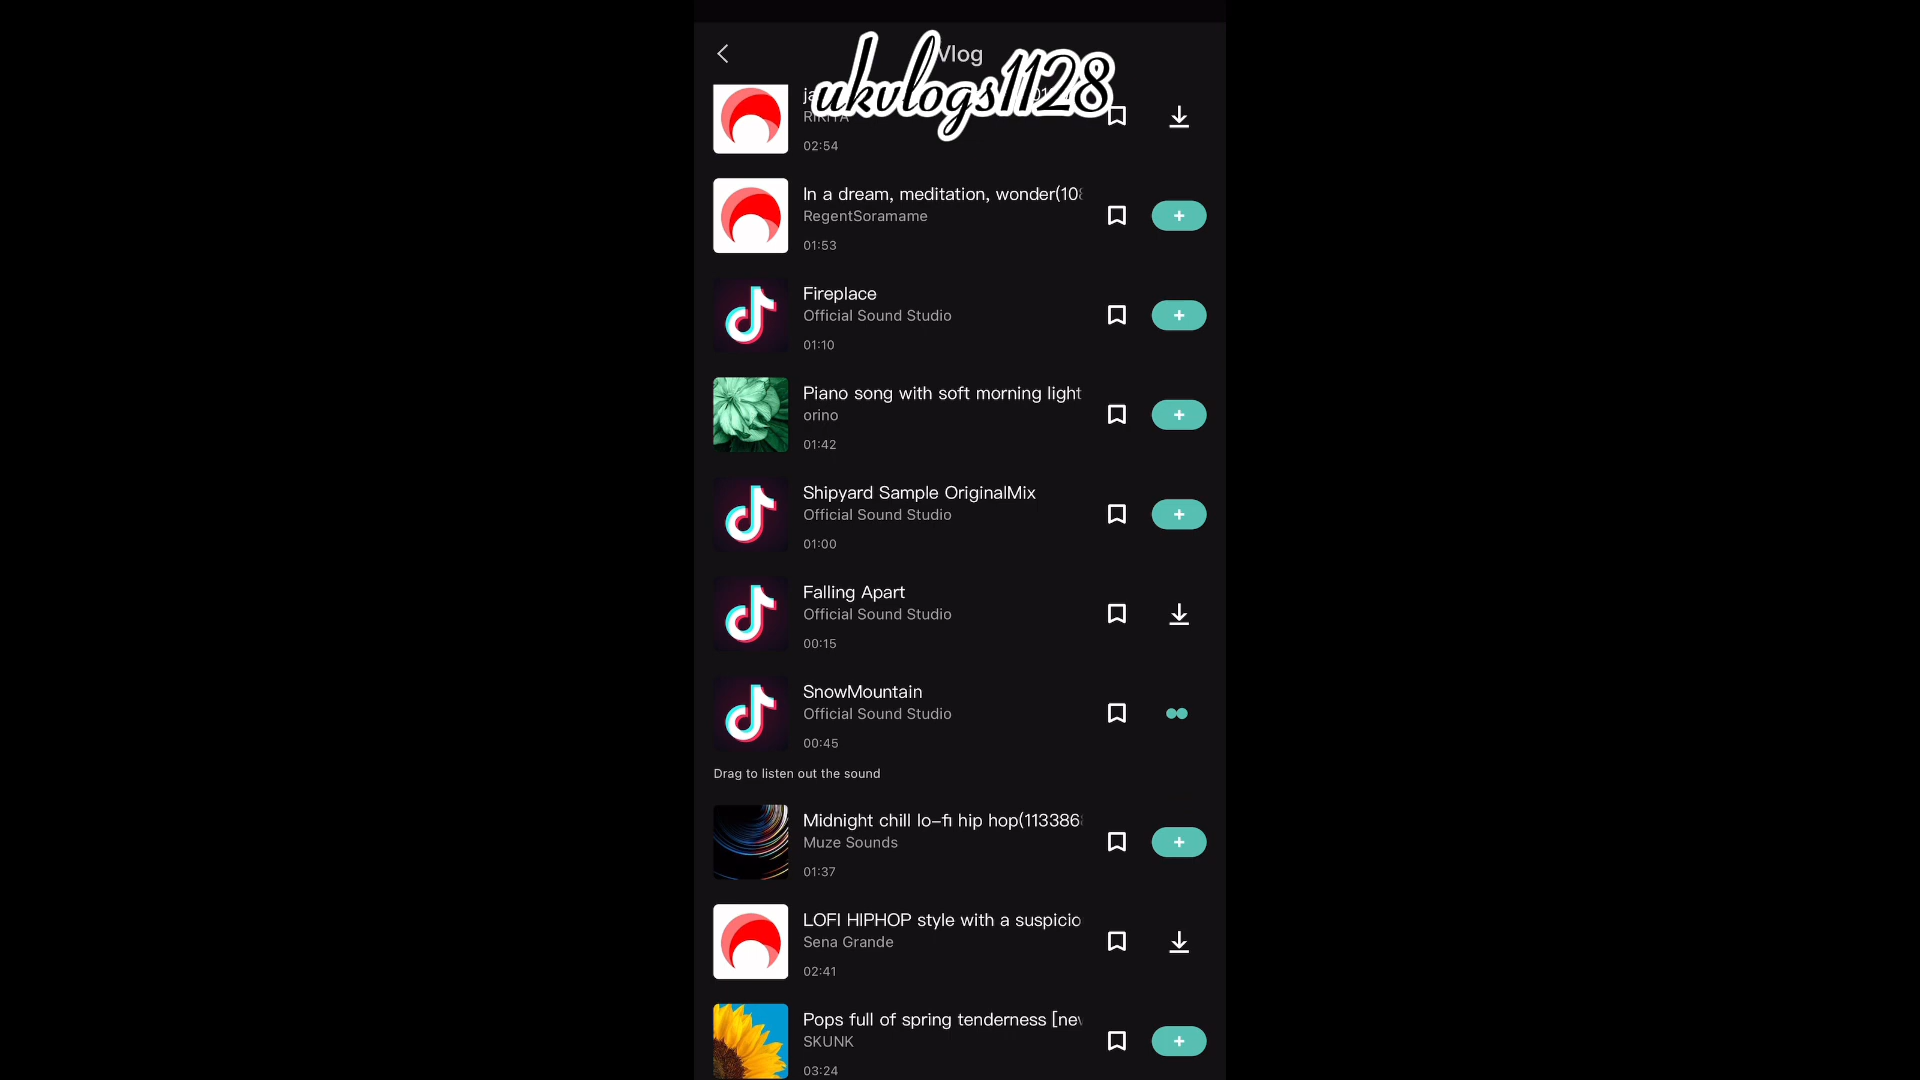 Vlog
ukvlogs1128
RIKIYA
02:54
In a dream, meditation, wonder(108
RegentSoramame
01:53
Fireplace
Official Sound Studio
01:10
Piano song with soft morning light
orino
01:42
Shipyard Sample OriginalMix
Official Sound Studio
01:00
Falling Apart
Official Sound Studio
00:15
SnowMountain
Official Sound Studio
00:45
Drag to listen out the sound
Midnight chill lo-fi hip hop(1133868
Muze Sounds
01:37
LOFI HIPHOP style with a suspicio
Sena Grande
02:41
Pops full of spring tenderness [nev
SKUNK
03:24